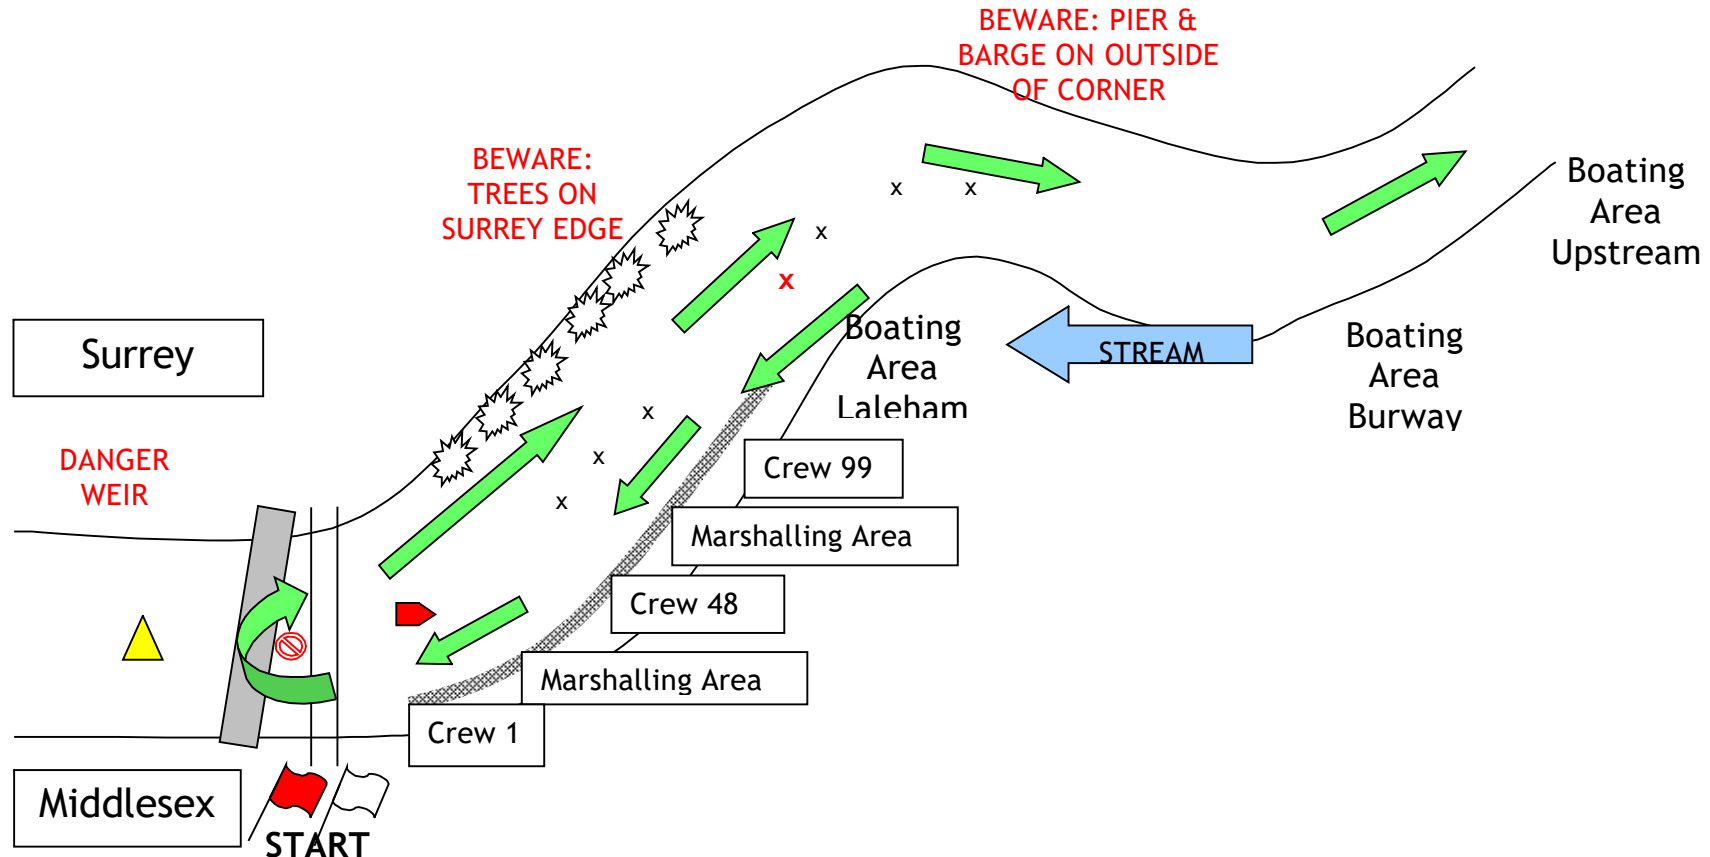 BEWARE: PIER &
BARGE ON OUTSIDE
OF CORNER
BEWARE:
TREES ON
SURREY EDGE
x
x
x
x
Boating
Area
Upstream
Surrey
Boating
Area
Laleham
STREAM
Boating
Area
Burway
x
x
x
DANGER
WEIR
Crew 99
Marshalling Area
Crew 48
Marshalling Area
Crew 1
Middlesex
START